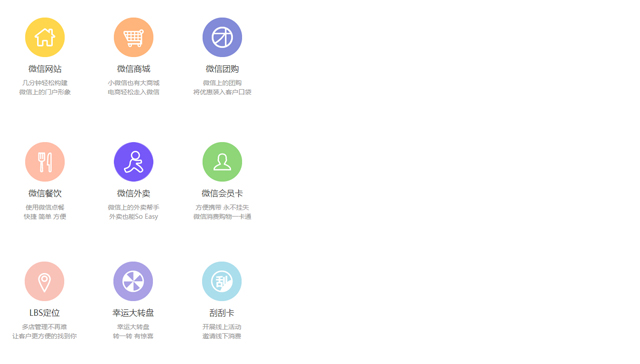 微信网站
微信商城
微信团购
几分钟轻松构建
微信上的门户形象
小微信也有大商城
电商轻松走入微信
微信上的团购
将优惠装入客户口袋
微信餐饮
微信外卖
微信会员卡
使用微信点餐
快捷 简单 方便
微信上的外卖帮手
外卖也能So Easy
方便携带 永不挂失
微信消费购物一卡通
LBS定位
幸运大转盘
刮刮卡
多店管理不再难
让客户更方便的找到你
幸运大转盘
转一转 有惊喜
开展线上活动
邀请线下消费